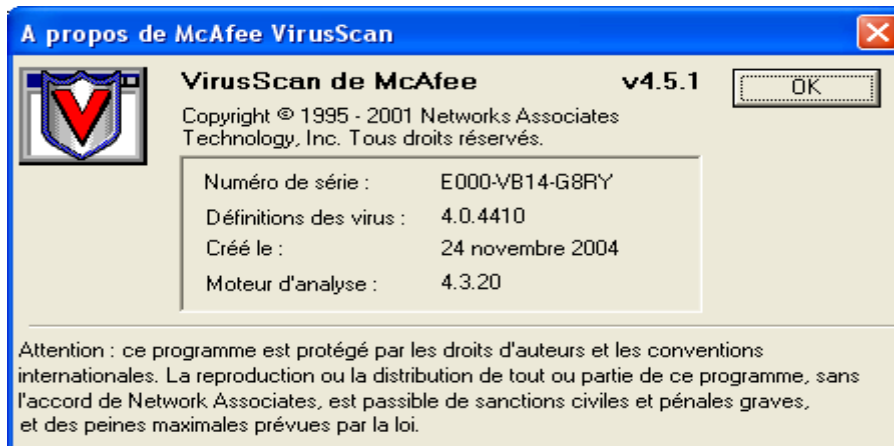 A propos de McAfee VirusScan
VirusScan de McAfee v4.5.1
OK
Copyright © 1995 - 2001 Networks Associates
Technology, Inc. Tous droits réservés.
Numéro de série : E000-VB14-G8RY
Définitions des virus : 4.0.4410
Créé le : 24 novembre 2004
Moteur d'analyse : 4.3.20
Attention : ce programme est protégé par les droits d'auteurs et les conventions
internationales. La reproduction ou la distribution de tout ou partie de ce programme, sans
l'accord de Network Associates, est passible de sanctions civiles et pénales graves,
et des peines maximales prévues par la loi.